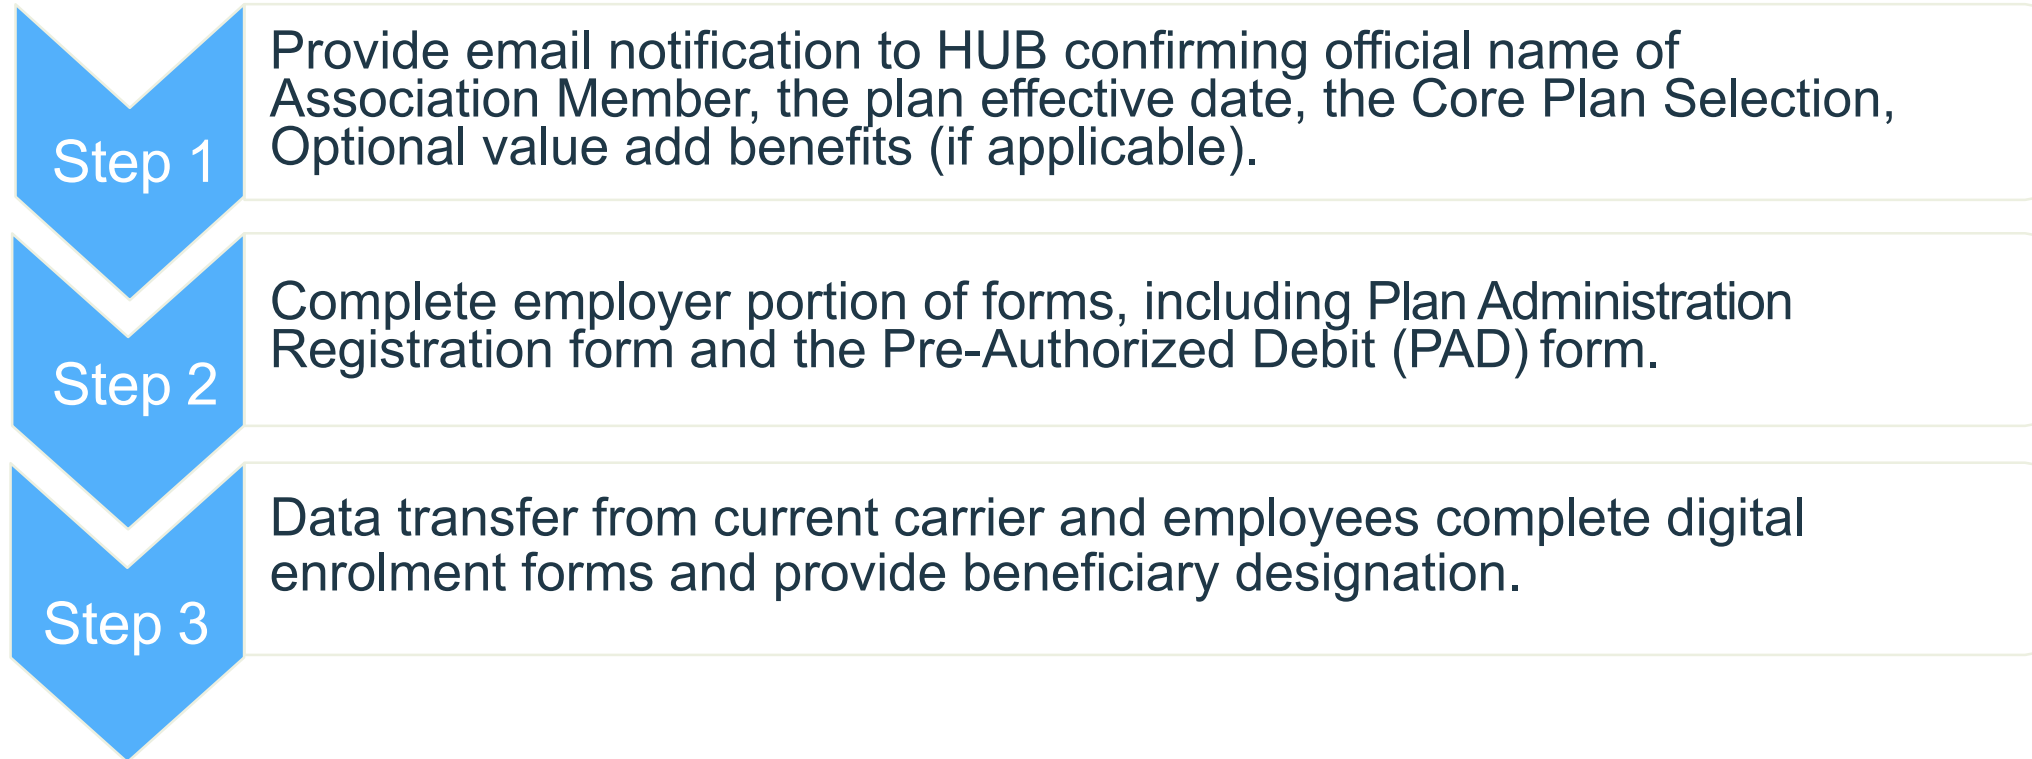 Step 1
Provide email notification to HUB confirming official name of
Association Member, the plan effective date, the Core Plan Selection,
Optional value add benefits (if applicable).
Step 2
Complete employer portion of forms, including Plan Administration
Registration form and the Pre-Authorized Debit (PAD) form.
Step 3
Data transfer from current carrier and employees complete digital
enrolment forms and provide beneficiary designation.